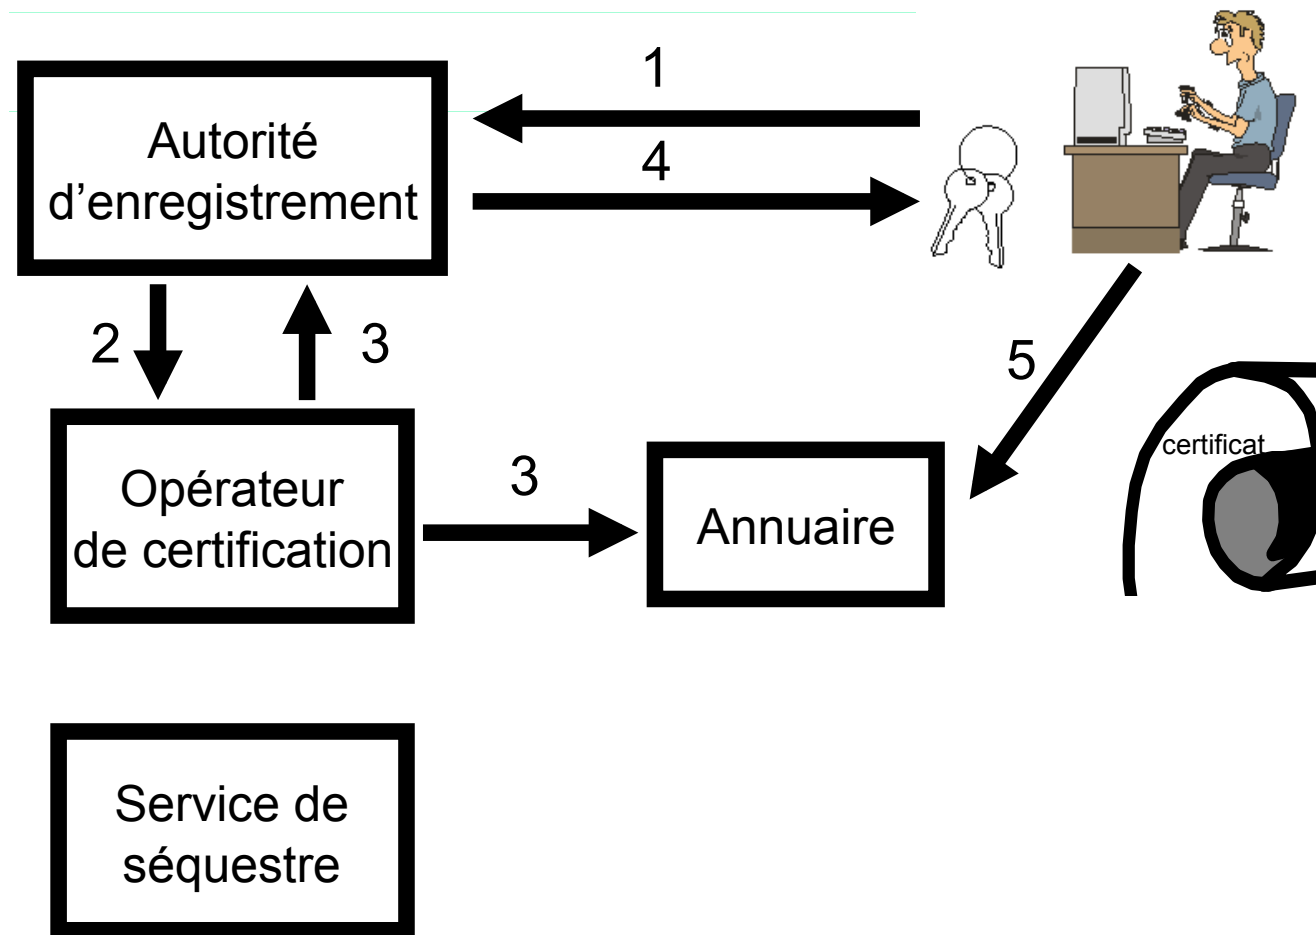 1
Autorité
d’enregistrement
4
2
3
5
certificat
Opérateur
de certification
3
Annuaire
Service de
séquestre